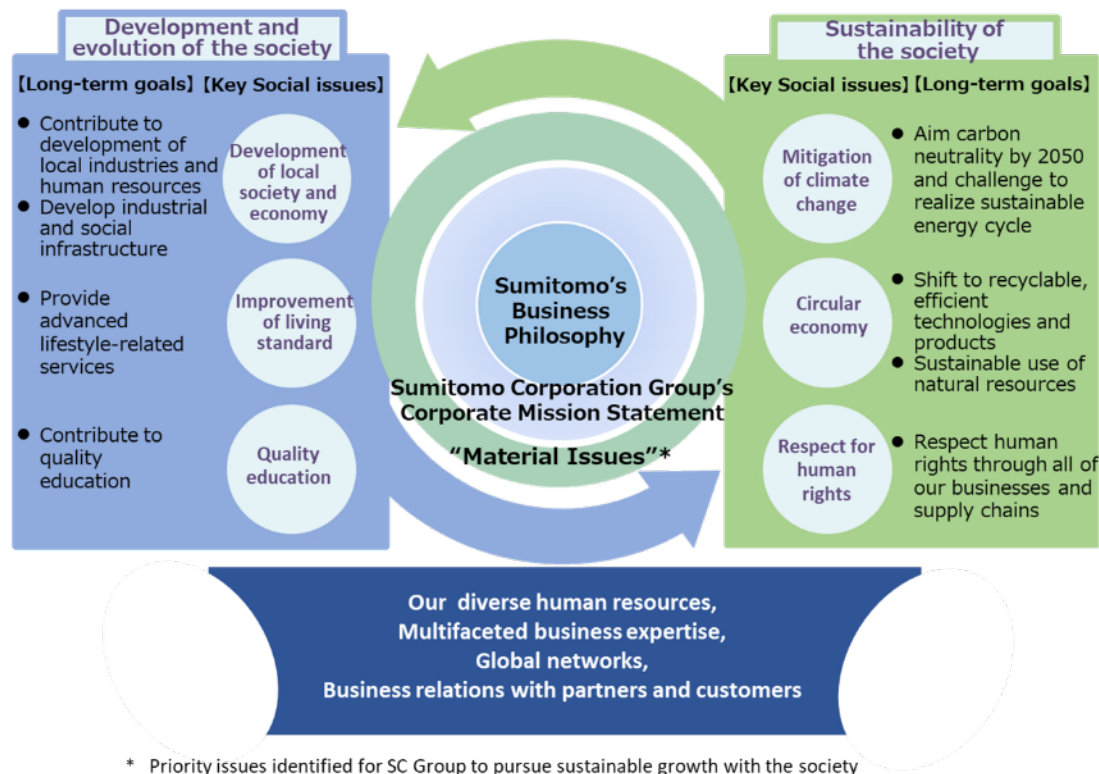 Development and
evolution of the society
【Long-term goals】【Key Social issues】
● Contribute to
development of
local industries and
human resources
● Develop industrial
and social
infrastructure
Development
of local
society and
economy
● Provide
advanced
lifestyle-related
services
Improvement
of living
standard
● Contribute to
quality
education
Quality
education
Sumitomo’s
Business
Philosophy
Sumitomo Corporation Group’s
Corporate Mission Statement
“Material Issues”*
Sustainability of
the society
【Key Social issues】【Long-term goals】
Mitigation
of climate
change
● Aim carbon
neutrality by 2050
and challenge to
realize sustainable
energy cycle
Circular
economy
● Shift to recyclable,
efficient
technologies and
products
● Sustainable use of
natural resources
Respect for
human
rights
● Respect human
rights through all of
our businesses and
supply chains
Our diverse human resources,
Multifaceted business expertise,
Global networks,
Business relations with partners and customers
* Priority issues identified for SC Group to pursue sustainable growth with the society